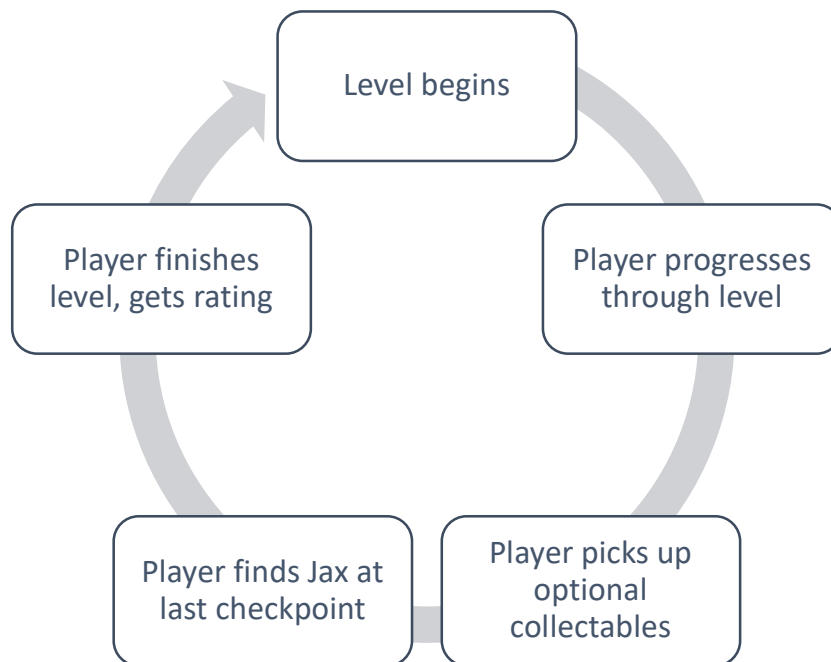 Level begins
Player progresses
through level
Player picks up
optional
collectables
Player finds Jax at
last checkpoint
Player finishes
level, gets rating